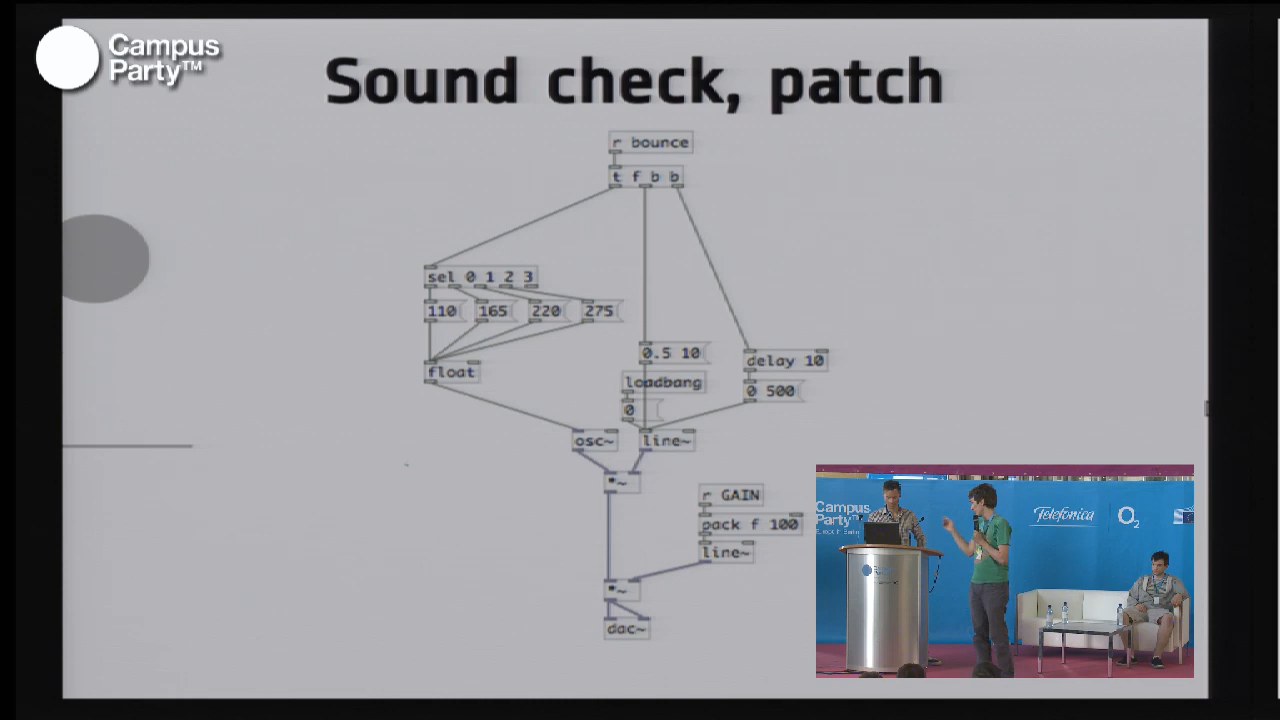 Campus
Party™
Sound check, patch
r bounce
t f b b
sel 0 1 2 3
110 165 220 275
0.5 10
delay 10
float
loadbang
0 500
0
osc~
line~
*~
r GAIN
pack f 100
line~
*~
dac~
Campus
Party
Telefónica
O2